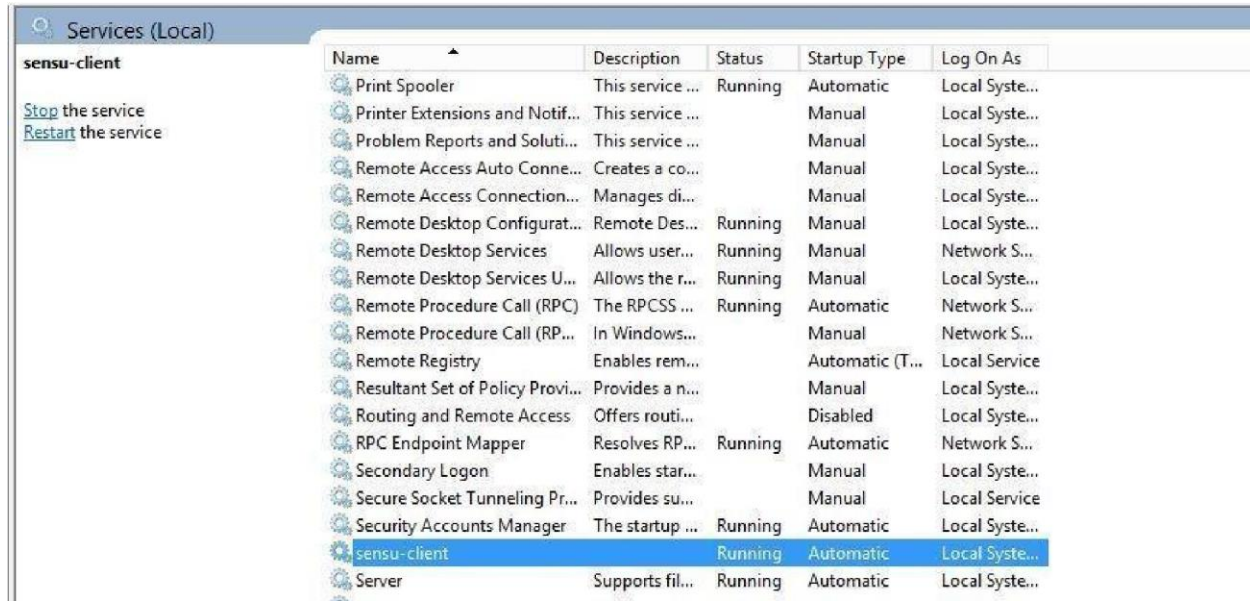 Services (Local)
sensu-client
Stop the service
Restart the service
Name Description Status Startup Type Log On As
Print Spooler This service ... Running Automatic Local Syste...
Printer Extensions and Notif... This service ... Manual Local Syste...
Problem Reports and Soluti... This service ... Manual Local Syste...
Remote Access Auto Conne... Creates a co... Manual Local Syste...
Remote Access Connection... Manages di... Manual Local Syste...
Remote Desktop Configurat... Remote Des... Running Manual Local Syste...
Remote Desktop Services Allows user... Running Manual Network S...
Remote Desktop Services U... Allows the r... Running Manual Local Syste...
Remote Procedure Call (RPC) The RPCSS ... Running Automatic Network S...
Remote Procedure Call (RP... In Windows... Manual Network S...
Remote Registry Enables rem... Automatic (T... Local Service
Resultant Set of Policy Provi... Provides a n... Manual Local Syste...
Routing and Remote Access Offers routi... Disabled Local Syste...
RPC Endpoint Mapper Resolves RP... Running Automatic Network S...
Secondary Logon Enables star... Manual Local Syste...
Secure Socket Tunneling Pr... Provides su... Manual Local Service
Security Accounts Manager The startup ... Running Automatic Local Syste...
sensu-client Running Automatic Local Syste...
Server Supports fil... Running Automatic Local Syste...